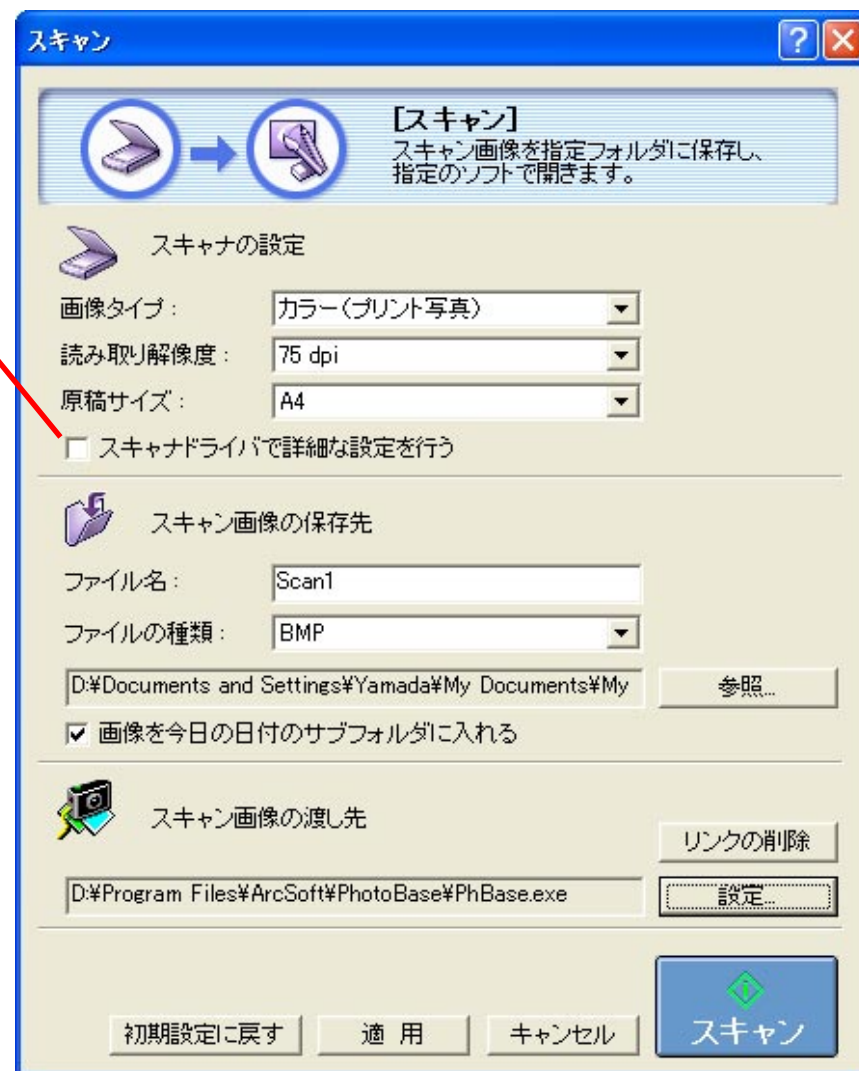 スキャン
[スキャン]
スキャン画像を指定フォルダに保存し、
指定のソフトで開きます。
スキャナの設定
画像タイプ: カラー(プリント写真)
読み取り解像度: 75 dpi
原稿サイズ: A4
スキャナドライバで詳細な設定を行う
スキャン画像の保存先
ファイル名: Scan1
ファイルの種類: BMP
D:¥Documents and Settings¥Yamada¥My Documents¥My 参照...
画像を今日の日付のサブフォルダに入れる
スキャン画像の渡し先
リンクの削除
D:¥Program Files¥ArcSoft¥PhotoBase¥PhBase.exe 設定...
初期設定に戻す 適 用 キャンセル スキャン